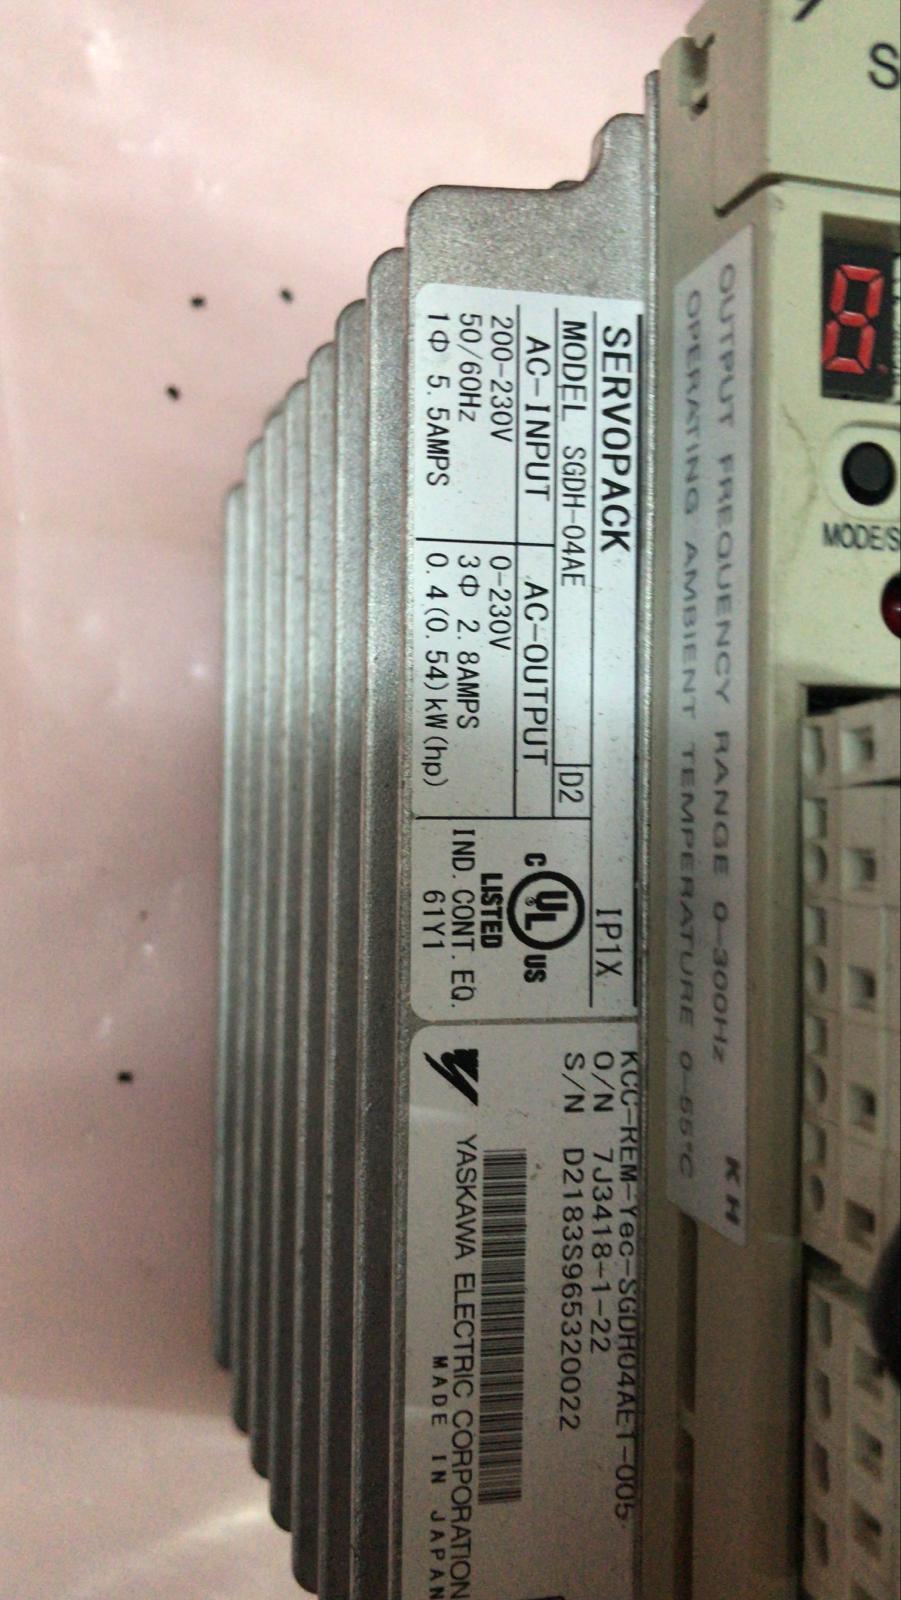 S
8.
MODE/S
OUTPUT FREQUENCY RANGE 0-300Hz
OPERATING AMBIENT TEMPERATURE 0-55°C
KH
SERVOPACK IP1X
MODEL SGDH-04AE D2
AC-INPUT AC-OUTPUT
200-230V 0-230V
50/60Hz 3Φ 2.8AMPS
1Φ 5.5AMPS 0.4(0.54)kW(hp)
C UL US
LISTED
IND. CONT. EQ.
61Y1
KCC-REM-Yec-SGDH04AE1-005
O/N 7J3418-1-22
S/N D2183S965320022
YASKAWA ELECTRIC CORPORATION
MADE IN JAPAN